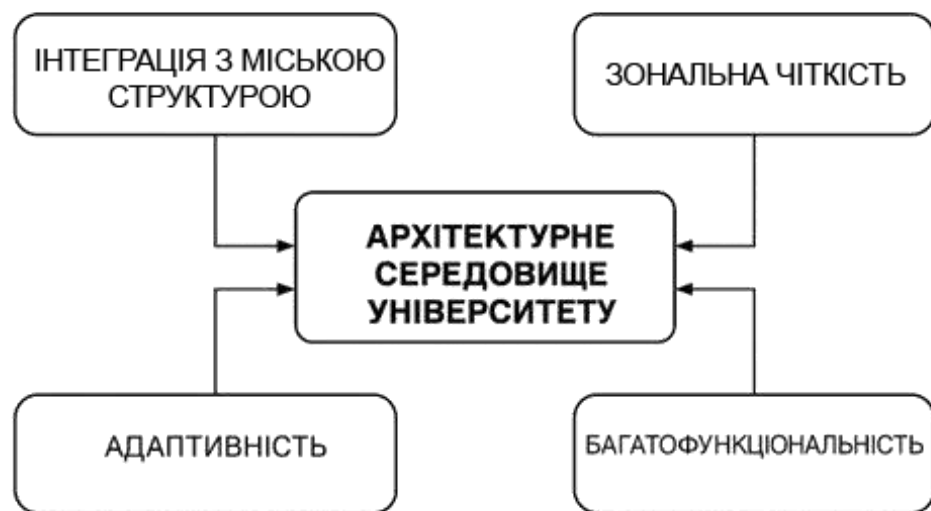 ІНТЕГРАЦІЯ З МІСЬКОЮ
СТРУКТУРОЮ
ЗОНАЛЬНА ЧІТКІСТЬ
АРХІТЕКТУРНЕ
СЕРЕДОВИЩЕ
УНІВЕРСИТЕТУ
АДАПТИВНІСТЬ
БАГАТОФУНКЦІОНАЛЬНІСТЬ